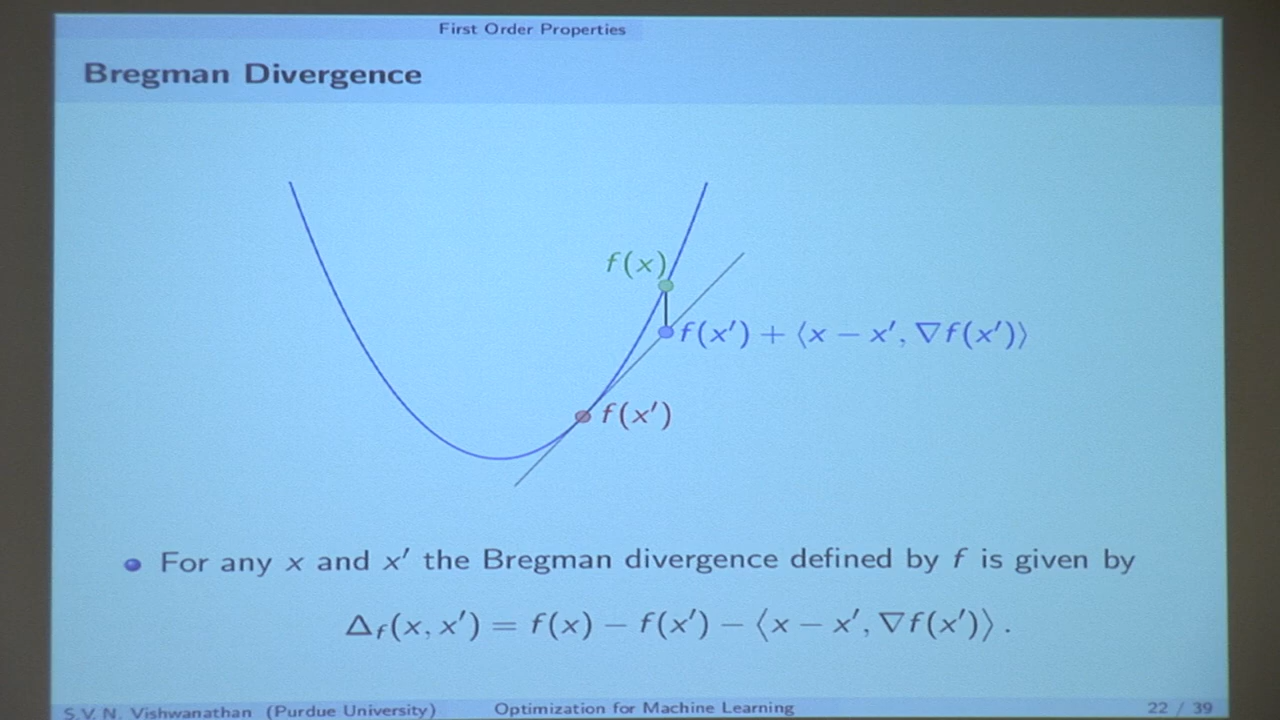 First Order Properties
Bregman Divergence
f(x)
f(x′) + ⟨x − x′, ∇f(x′)⟩
f(x′)
For any x and x′ the Bregman divergence defined by f is given by
Δf(x, x′) = f(x) − f(x′) − ⟨x − x′, ∇f(x′)⟩ .
S.V.N. Vishwanathan (Purdue University) Optimization for Machine Learning 22 / 39